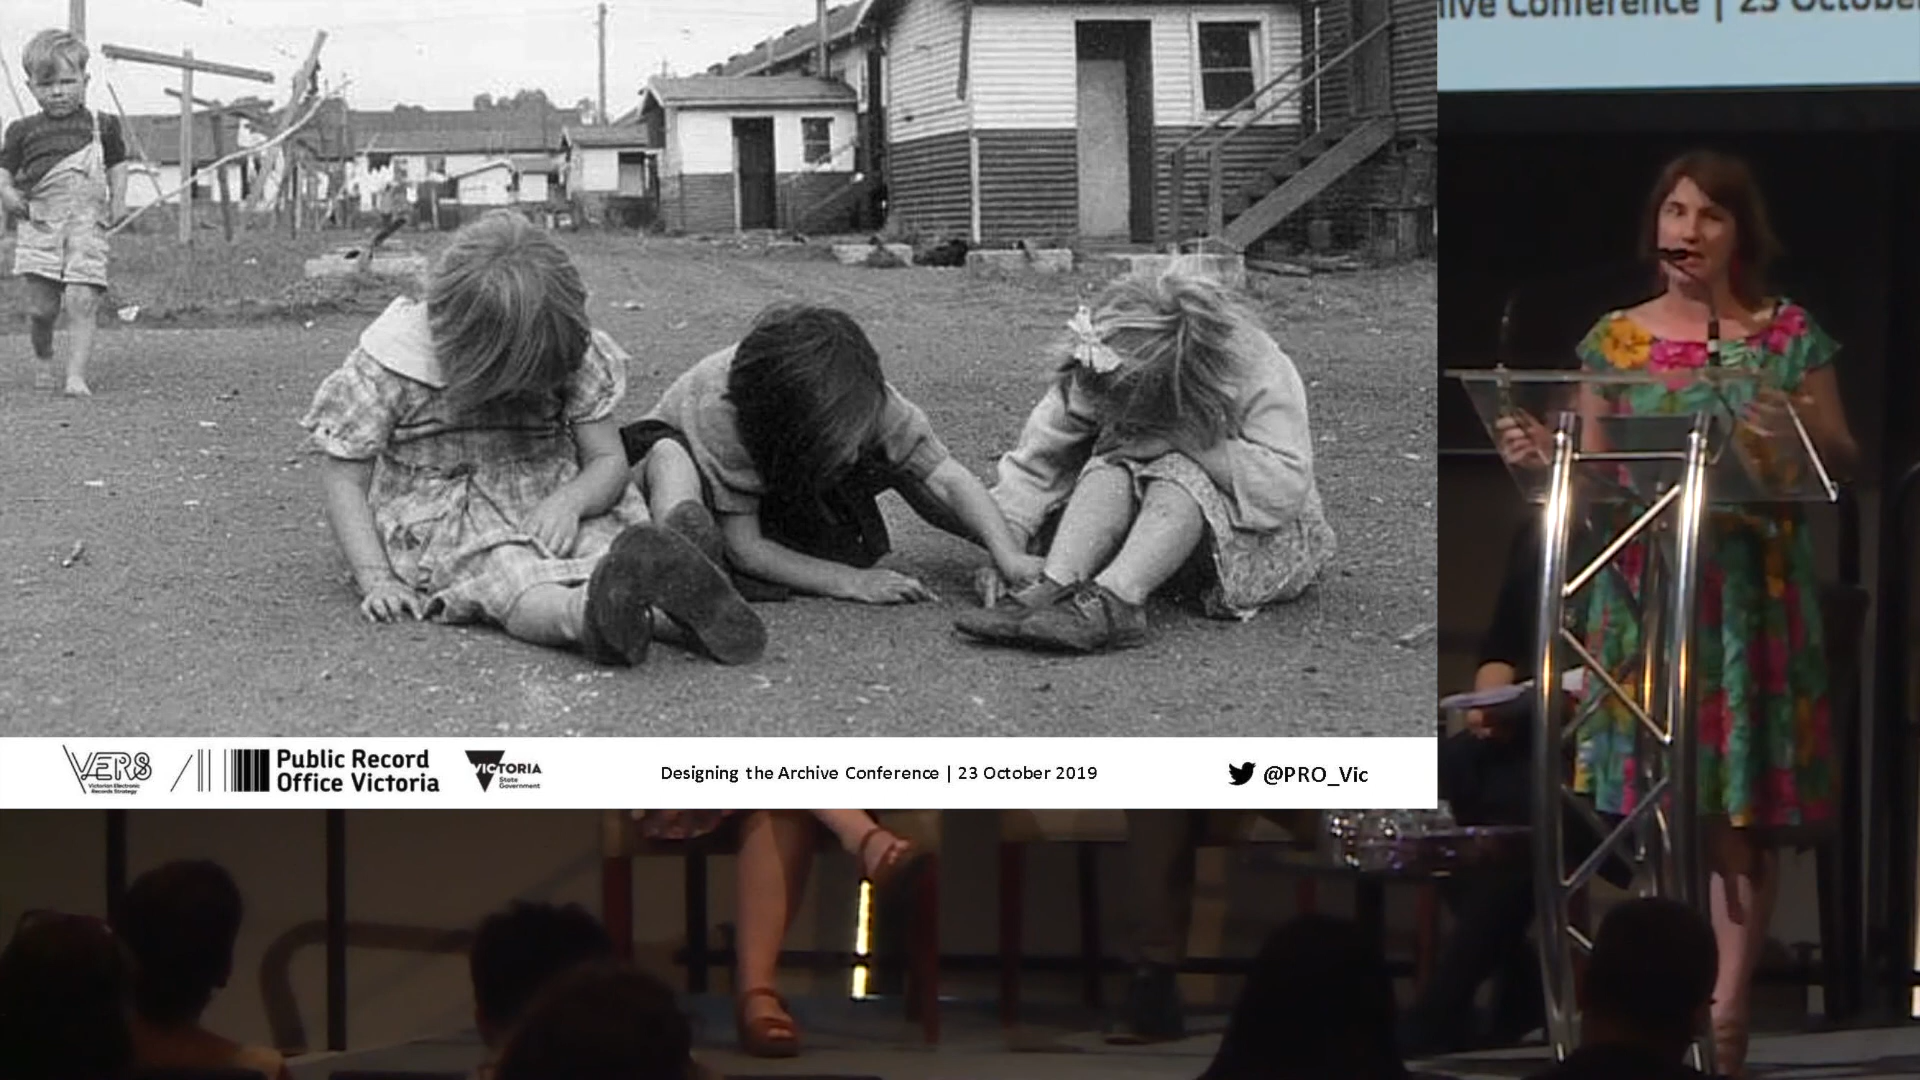 ive Conference | 23 October
VERS
Victorian Electronic
Records Strategy
Public Record
Office Victoria
VICTORIA
State
Government
Designing the Archive Conference | 23 October 2019
@PRO_Vic